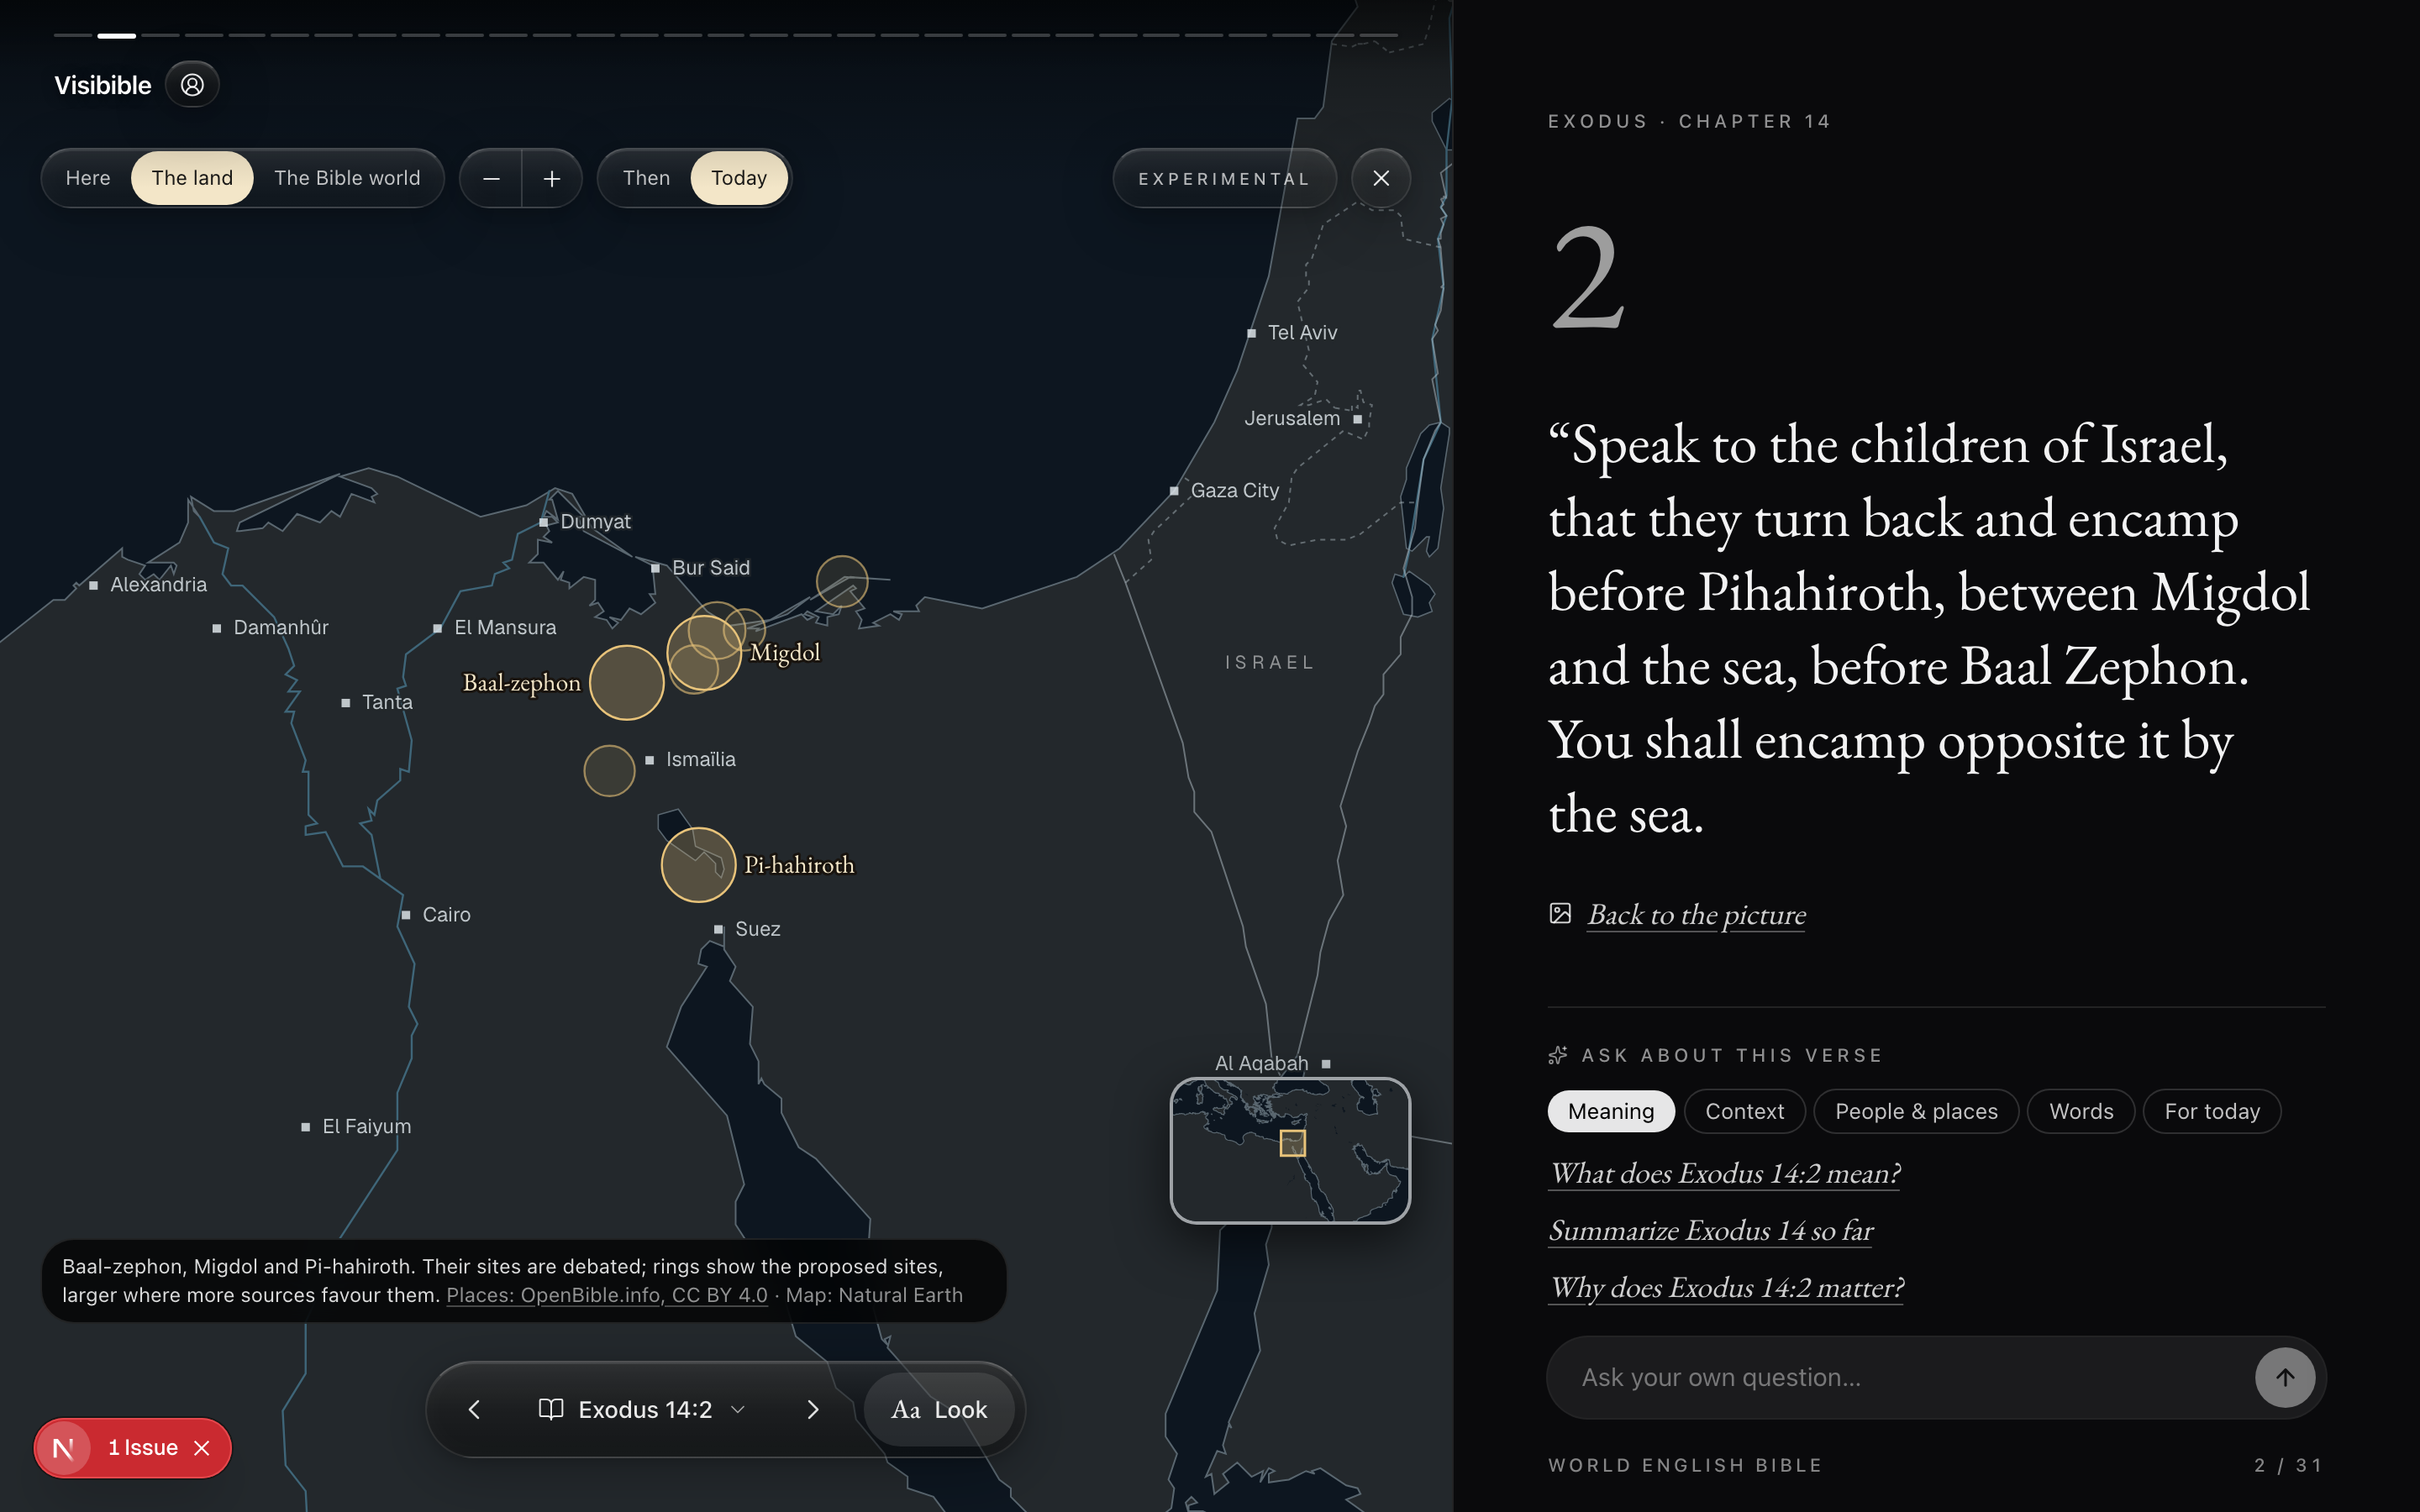 Visibible
Here
The land
The Bible world
−
+
Then
Today
EXPERIMENTAL
Tel Aviv
Jerusalem
Gaza City
Dumyat
Bur Said
Alexandria
Damanhûr
El Mansura
Migdol
ISRAEL
Baal-zephon
Tanta
Ismaïlia
Pi-hahiroth
Cairo
Suez
Al Aqabah
El Faiyum
Baal-zephon, Migdol and Pi-hahiroth. Their sites are debated; rings show the proposed sites,
larger where more sources favour them. Places: OpenBible.info, CC BY 4.0 · Map: Natural Earth
Exodus 14:2
Aa Look
N 1 Issue
EXODUS · CHAPTER 14
2
“Speak to the children of Israel,
that they turn back and encamp
before Pihahiroth, between Migdol
and the sea, before Baal Zephon.
You shall encamp opposite it by
the sea.
Back to the picture
ASK ABOUT THIS VERSE
Meaning
Context
People & places
Words
For today
What does Exodus 14:2 mean?
Summarize Exodus 14 so far
Why does Exodus 14:2 matter?
Ask your own question...
WORLD ENGLISH BIBLE
2 / 31